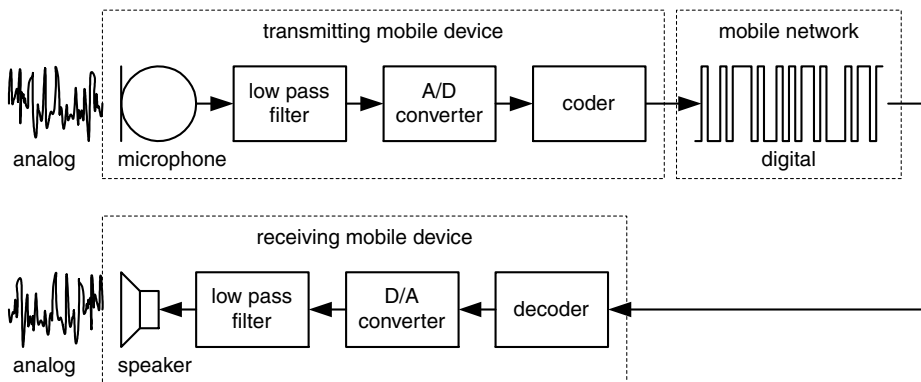 transmitting mobile device
mobile network
low pass
filter
A/D
converter
coder
analog
microphone
digital
receiving mobile device
low pass
filter
D/A
converter
decoder
analog
speaker